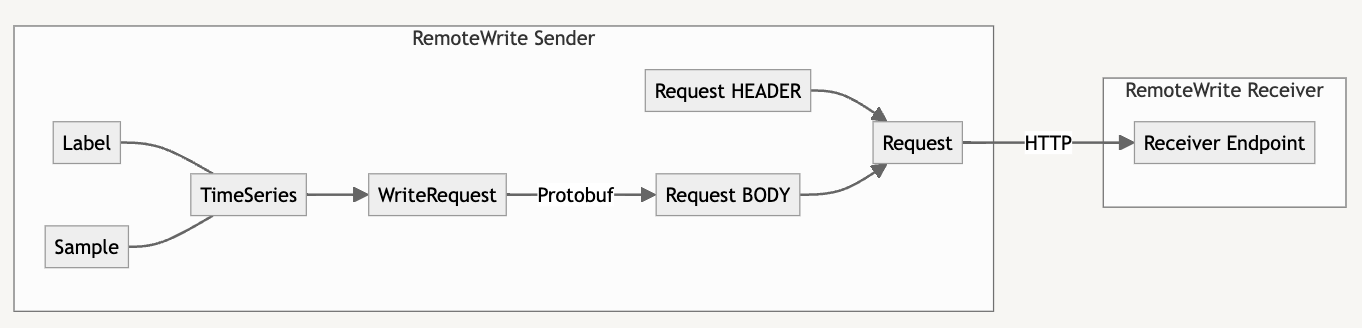 RemoteWrite Sender
Request HEADER
Label
TimeSeries
Sample
WriteRequest
Protobuf
Request BODY
Request
HTTP
RemoteWrite Receiver
Receiver Endpoint